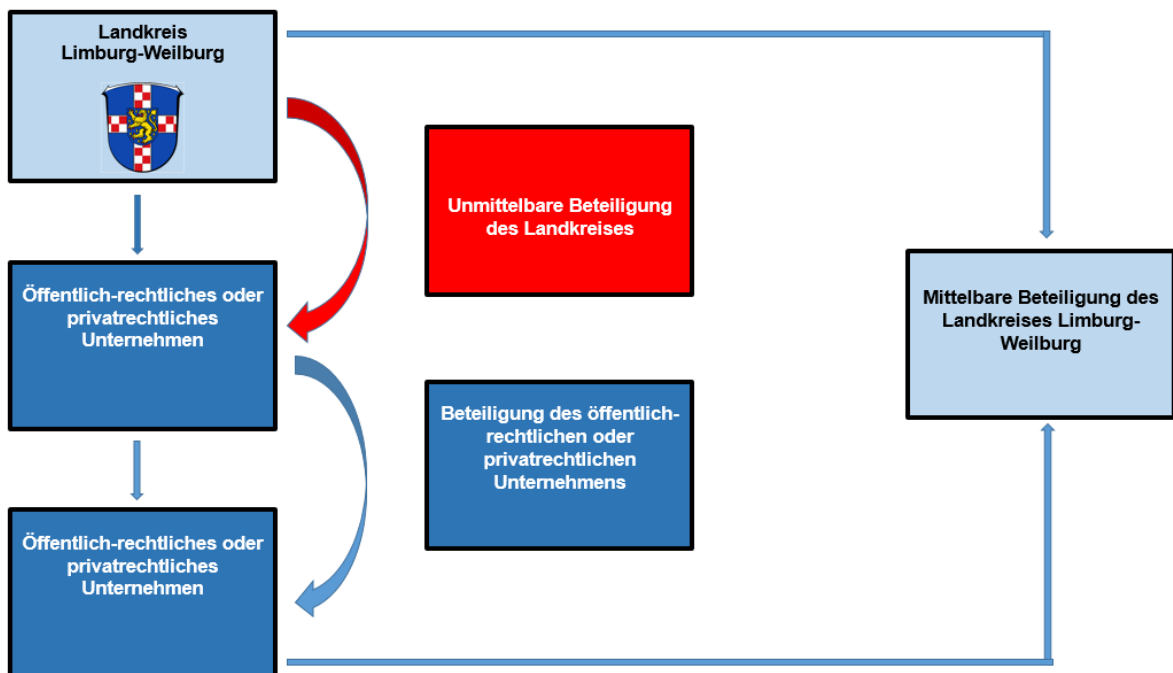 Landkreis
Limburg-Weilburg
Unmittelbare Beteiligung
des Landkreises
Öffentlich-rechtliches oder
privatrechtliches
Unternehmen
Mittelbare Beteiligung des
Landkreises Limburg-
Weilburg
Beteiligung des öffentlich-
rechtlichen oder
privatrechtlichen
Unternehmens
Öffentlich-rechtliches oder
privatrechtliches
Unternehmen